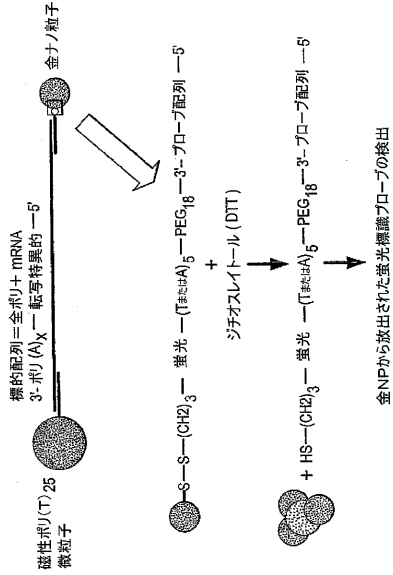 標的配列=全ポリ+ mRNA
3'-ポリ(A)X—転写特異的—5'
磁性ポリ(T)25
微粒子
金ナノ粒子
S—S—(CH2)3— 蛍光 —(TまたはA)5—PEG18—3'-プローブ配列—5'
+
ジチオスレイトール(DTT)
+ HS—(CH2)3— 蛍光 —(TまたはA)5—PEG18—3'-プローブ配列—5'
金NPから放出された蛍光標識プローブの検出